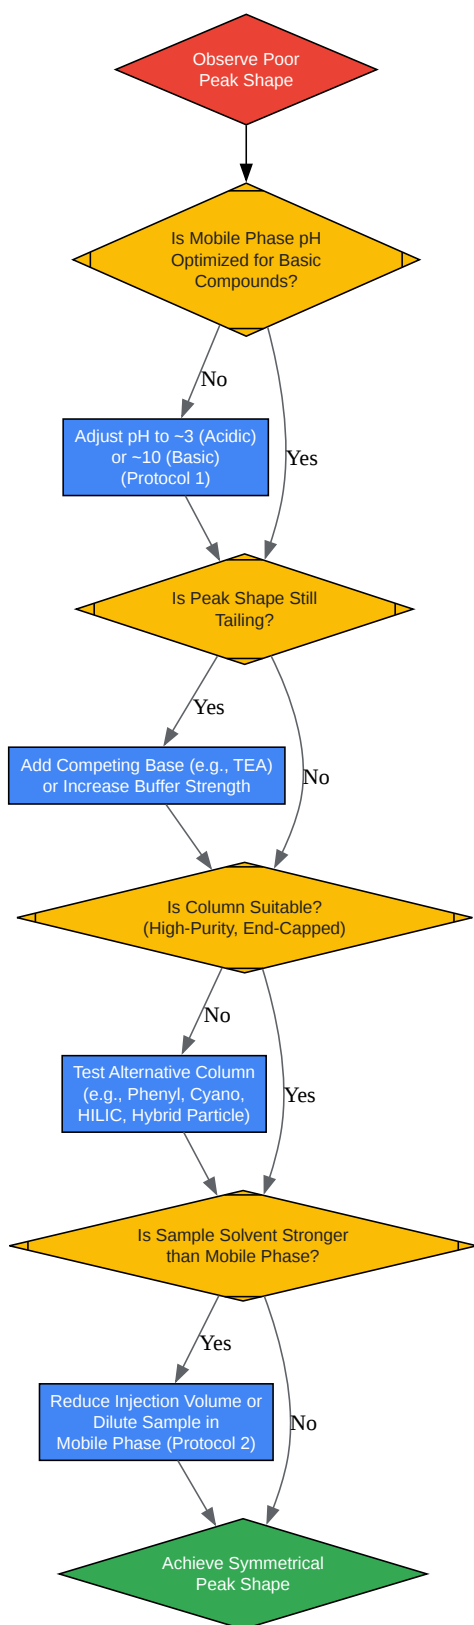 Observe Poor
Peak Shape
Is Mobile Phase pH
Optimized for Basic
Compounds?
No
Adjust pH to ~3 (Acidic)
or ~10 (Basic)
(Protocol 1)
Yes
Is Peak Shape Still
Tailing?
Yes
Add Competing Base (e.g., TEA)
or Increase Buffer Strength
No
Is Column Suitable?
(High-Purity, End-Capped)
No
Test Alternative Column
(e.g., Phenyl, Cyano,
HILIC, Hybrid Particle)
Yes
Is Sample Solvent Stronger
than Mobile Phase?
Yes
Reduce Injection Volume or
Dilute Sample in
Mobile Phase (Protocol 2)
No
Achieve Symmetrical
Peak Shape